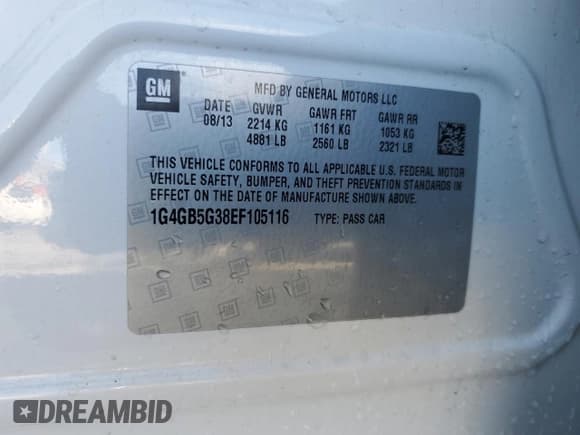 GM
MFD BY GENERAL MOTORS LLC
DATE GVWR GAWR FRT GAWR RR
08/13 2214 KG 1161 KG 1053 KG
4881 LB 2560 LB 2321 LB
THIS VEHICLE CONFORMS TO ALL APPLICABLE U.S. FEDERAL MOTOR
VEHICLE SAFETY, BUMPER, AND THEFT PREVENTION STANDARDS IN
EFFECT ON THE DATE OF MANUFACTURE SHOWN ABOVE.
1G4GB5G38EF105116 TYPE: PASS CAR
DREAMBID